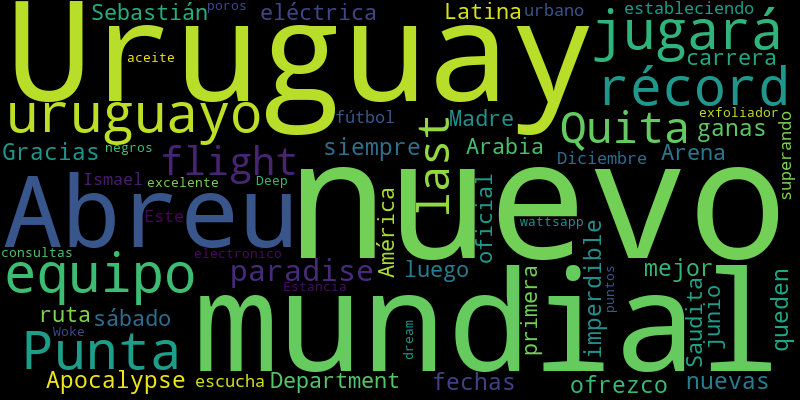 Uruguay
Sebastián
poros
eléctrica
Latina
urbano
estableciendo
jugará
carrera
aceite
récord
uruguayo
fútbol
Madre
Quita
exfoliador
ganas
superando
Gracias
negros
flight
siempre
last
Arabia
Diciembre
Arena
Abreu
Ismael
excelente
Deep
nuevo
Este
América
oficial
wattsapp
imperdible
consultas
electronico
equipo
paradise
Estancia
luego
mundial
primera
puntos
mejor
Saudita
junio
queden
ruta
sábado
Woke
Punta
dream
Apocalypse
escucha
Department
fechas
ofrezco
nuevas